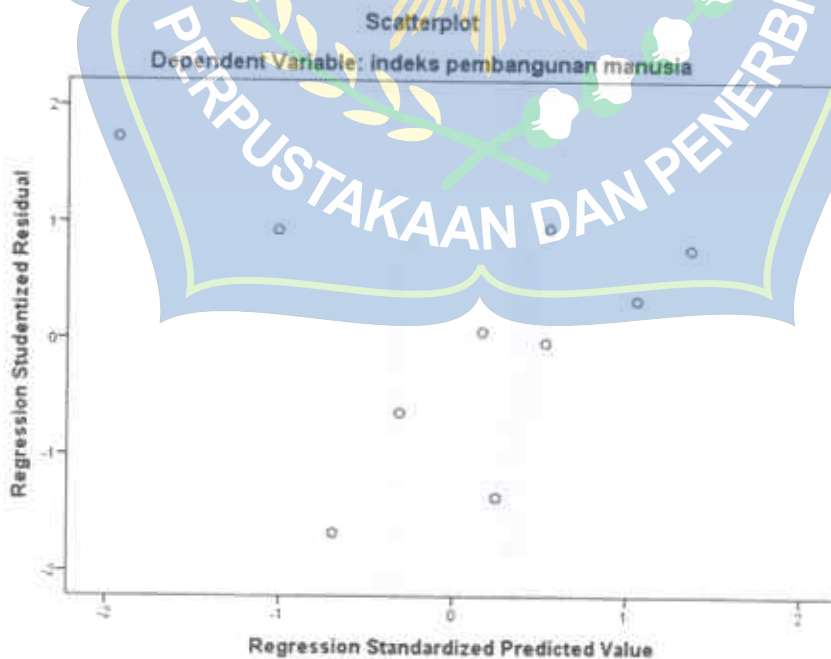 Scatterplot
Dependent Variable: indeks pembangunan manusia
PERPUSTAKAAN DAN PENERBI
Regression Studentized Residual
2
1
0
-1
-2
-2
-1
0
1
2
Regression Standardized Predicted Value